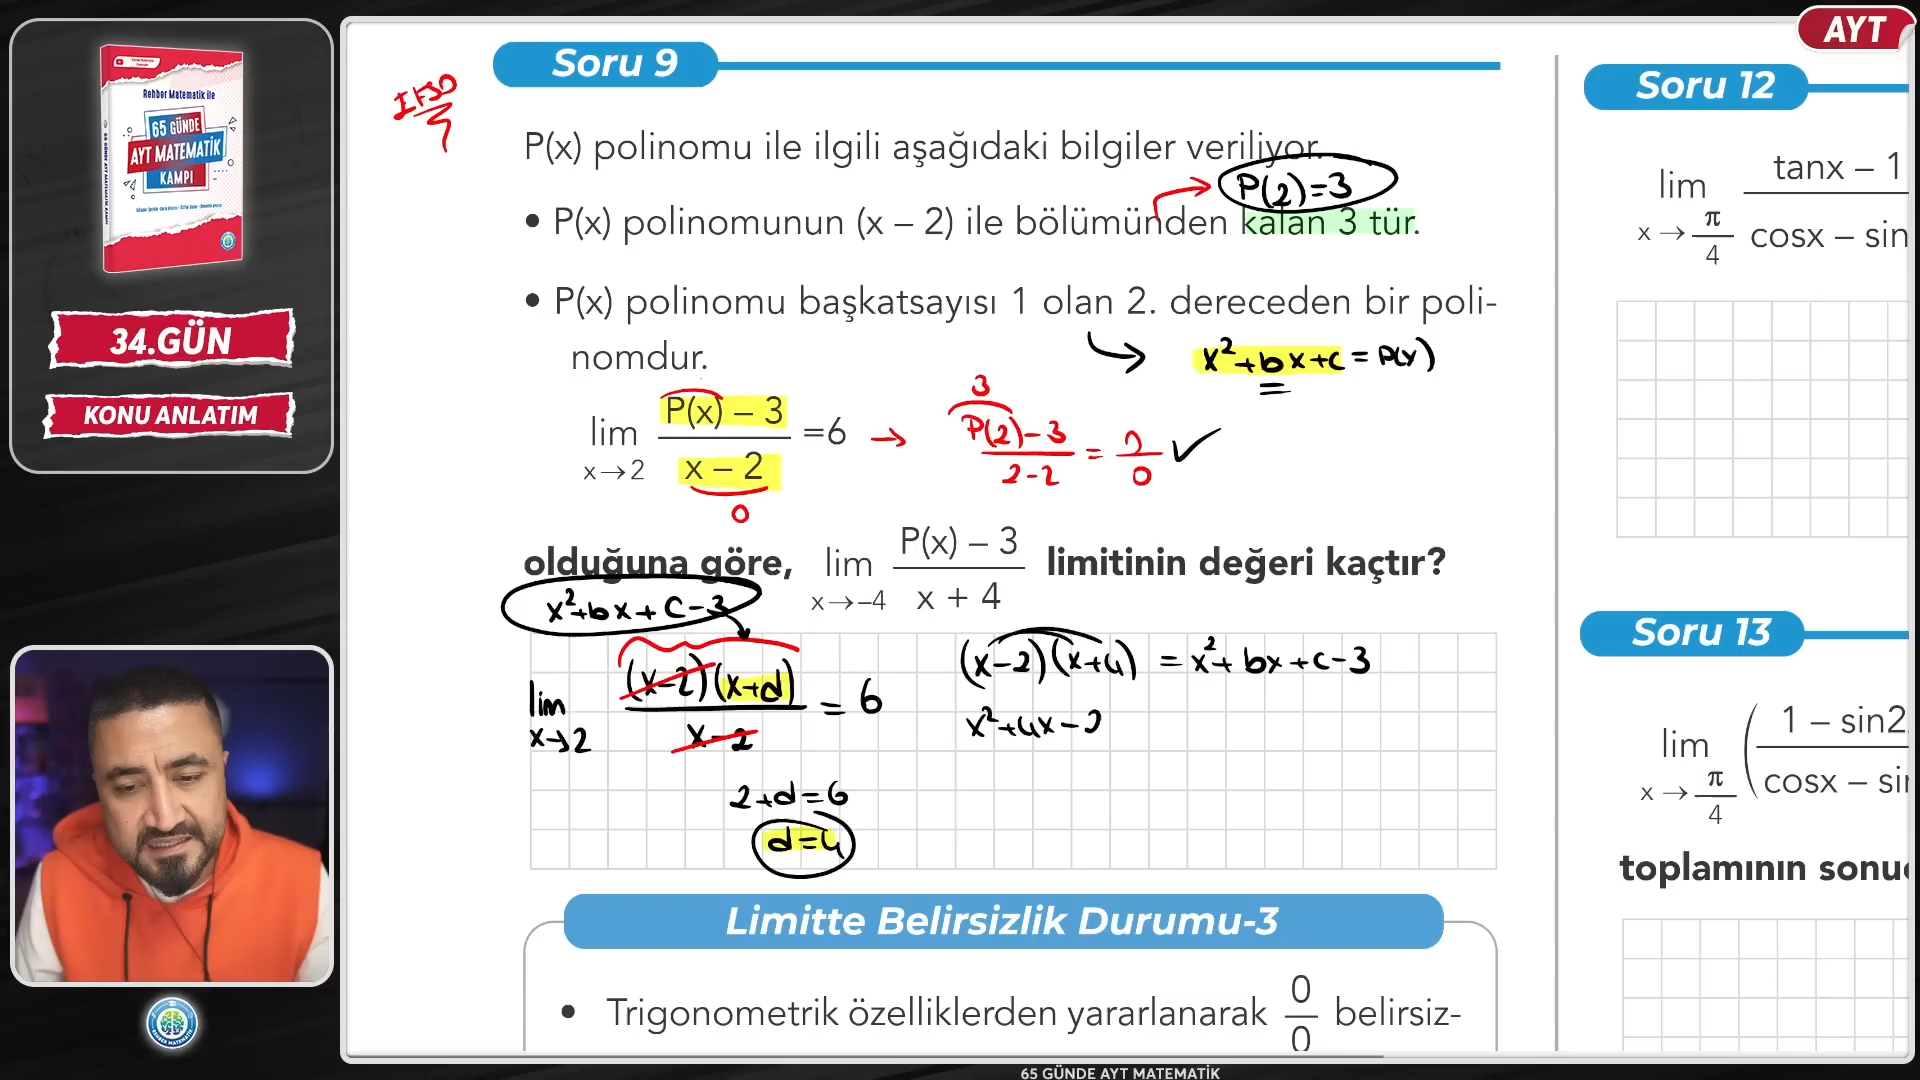 AYT
Rehber Matematik ile
65 GÜNDE
AYT MATEMATİK
KAMPI
34.GÜN
KONU ANLATIM
Soru 9
P(x) polinomu ile ilgili aşağıdaki bilgiler veriliyor.
P(2)=3
• P(x) polinomunun (x – 2) ile bölümünden kalan 3 tür.
• P(x) polinomu başkatsayısı 1 olan 2. dereceden bir poli-
nomdur.
x²+bx+c = P(x)
lim x→2 P(x) – 3 / x – 2 =6 → P(2)-3 / 2-2 = 0/0 ✓
3
0
olduğuna göre, lim x→–4 P(x) – 3 / x + 4 limitinin değeri kaçtır?
x²+bx+c-3
lim x→2 (x-2)(x+d) / x-2 = 6
2+d=6
d=4
(x-2)(x+4) = x²+bx+c-3
x²+4x-2
Limitte Belirsizlik Durumu-3
• Trigonometrik özelliklerden yararlanarak 0/0 belirsiz-
Soru 12
lim x→π/4 tanx – 1 / cosx – sin
Soru 13
lim x→π/4 ( 1 – sin2 / cosx – sin
toplamının sonu
65 GÜNDE AYT MATEMATİK